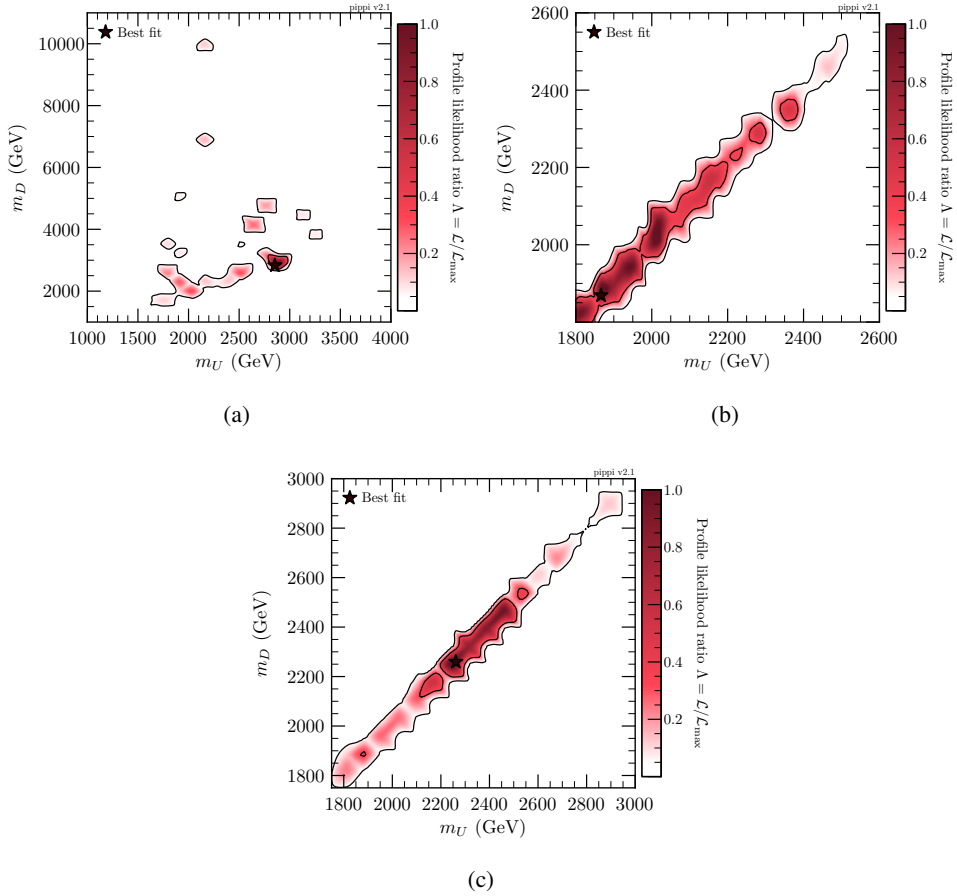 pippi v2.1
Best fit
10000
8000
6000
4000
2000
m_D (GeV)
1000 1500 2000 2500 3000 3500 4000
m_U (GeV)
1.0
0.8
0.6
0.4
0.2
Profile likelihood ratio Λ = ℒ/ℒmax
(a)
pippi v2.1
Best fit
2600
2400
2200
2000
1800
m_D (GeV)
1800 2000 2200 2400 2600
m_U (GeV)
1.0
0.8
0.6
0.4
0.2
Profile likelihood ratio Λ = ℒ/ℒmax
(b)
pippi v2.1
Best fit
3000
2800
2600
2400
2200
2000
1800
m_D (GeV)
1750 2000 2200 2400 2600 2800 3000
m_U (GeV)
1.0
0.8
0.6
0.4
0.2
Profile likelihood ratio Λ = ℒ/ℒmax
(c)